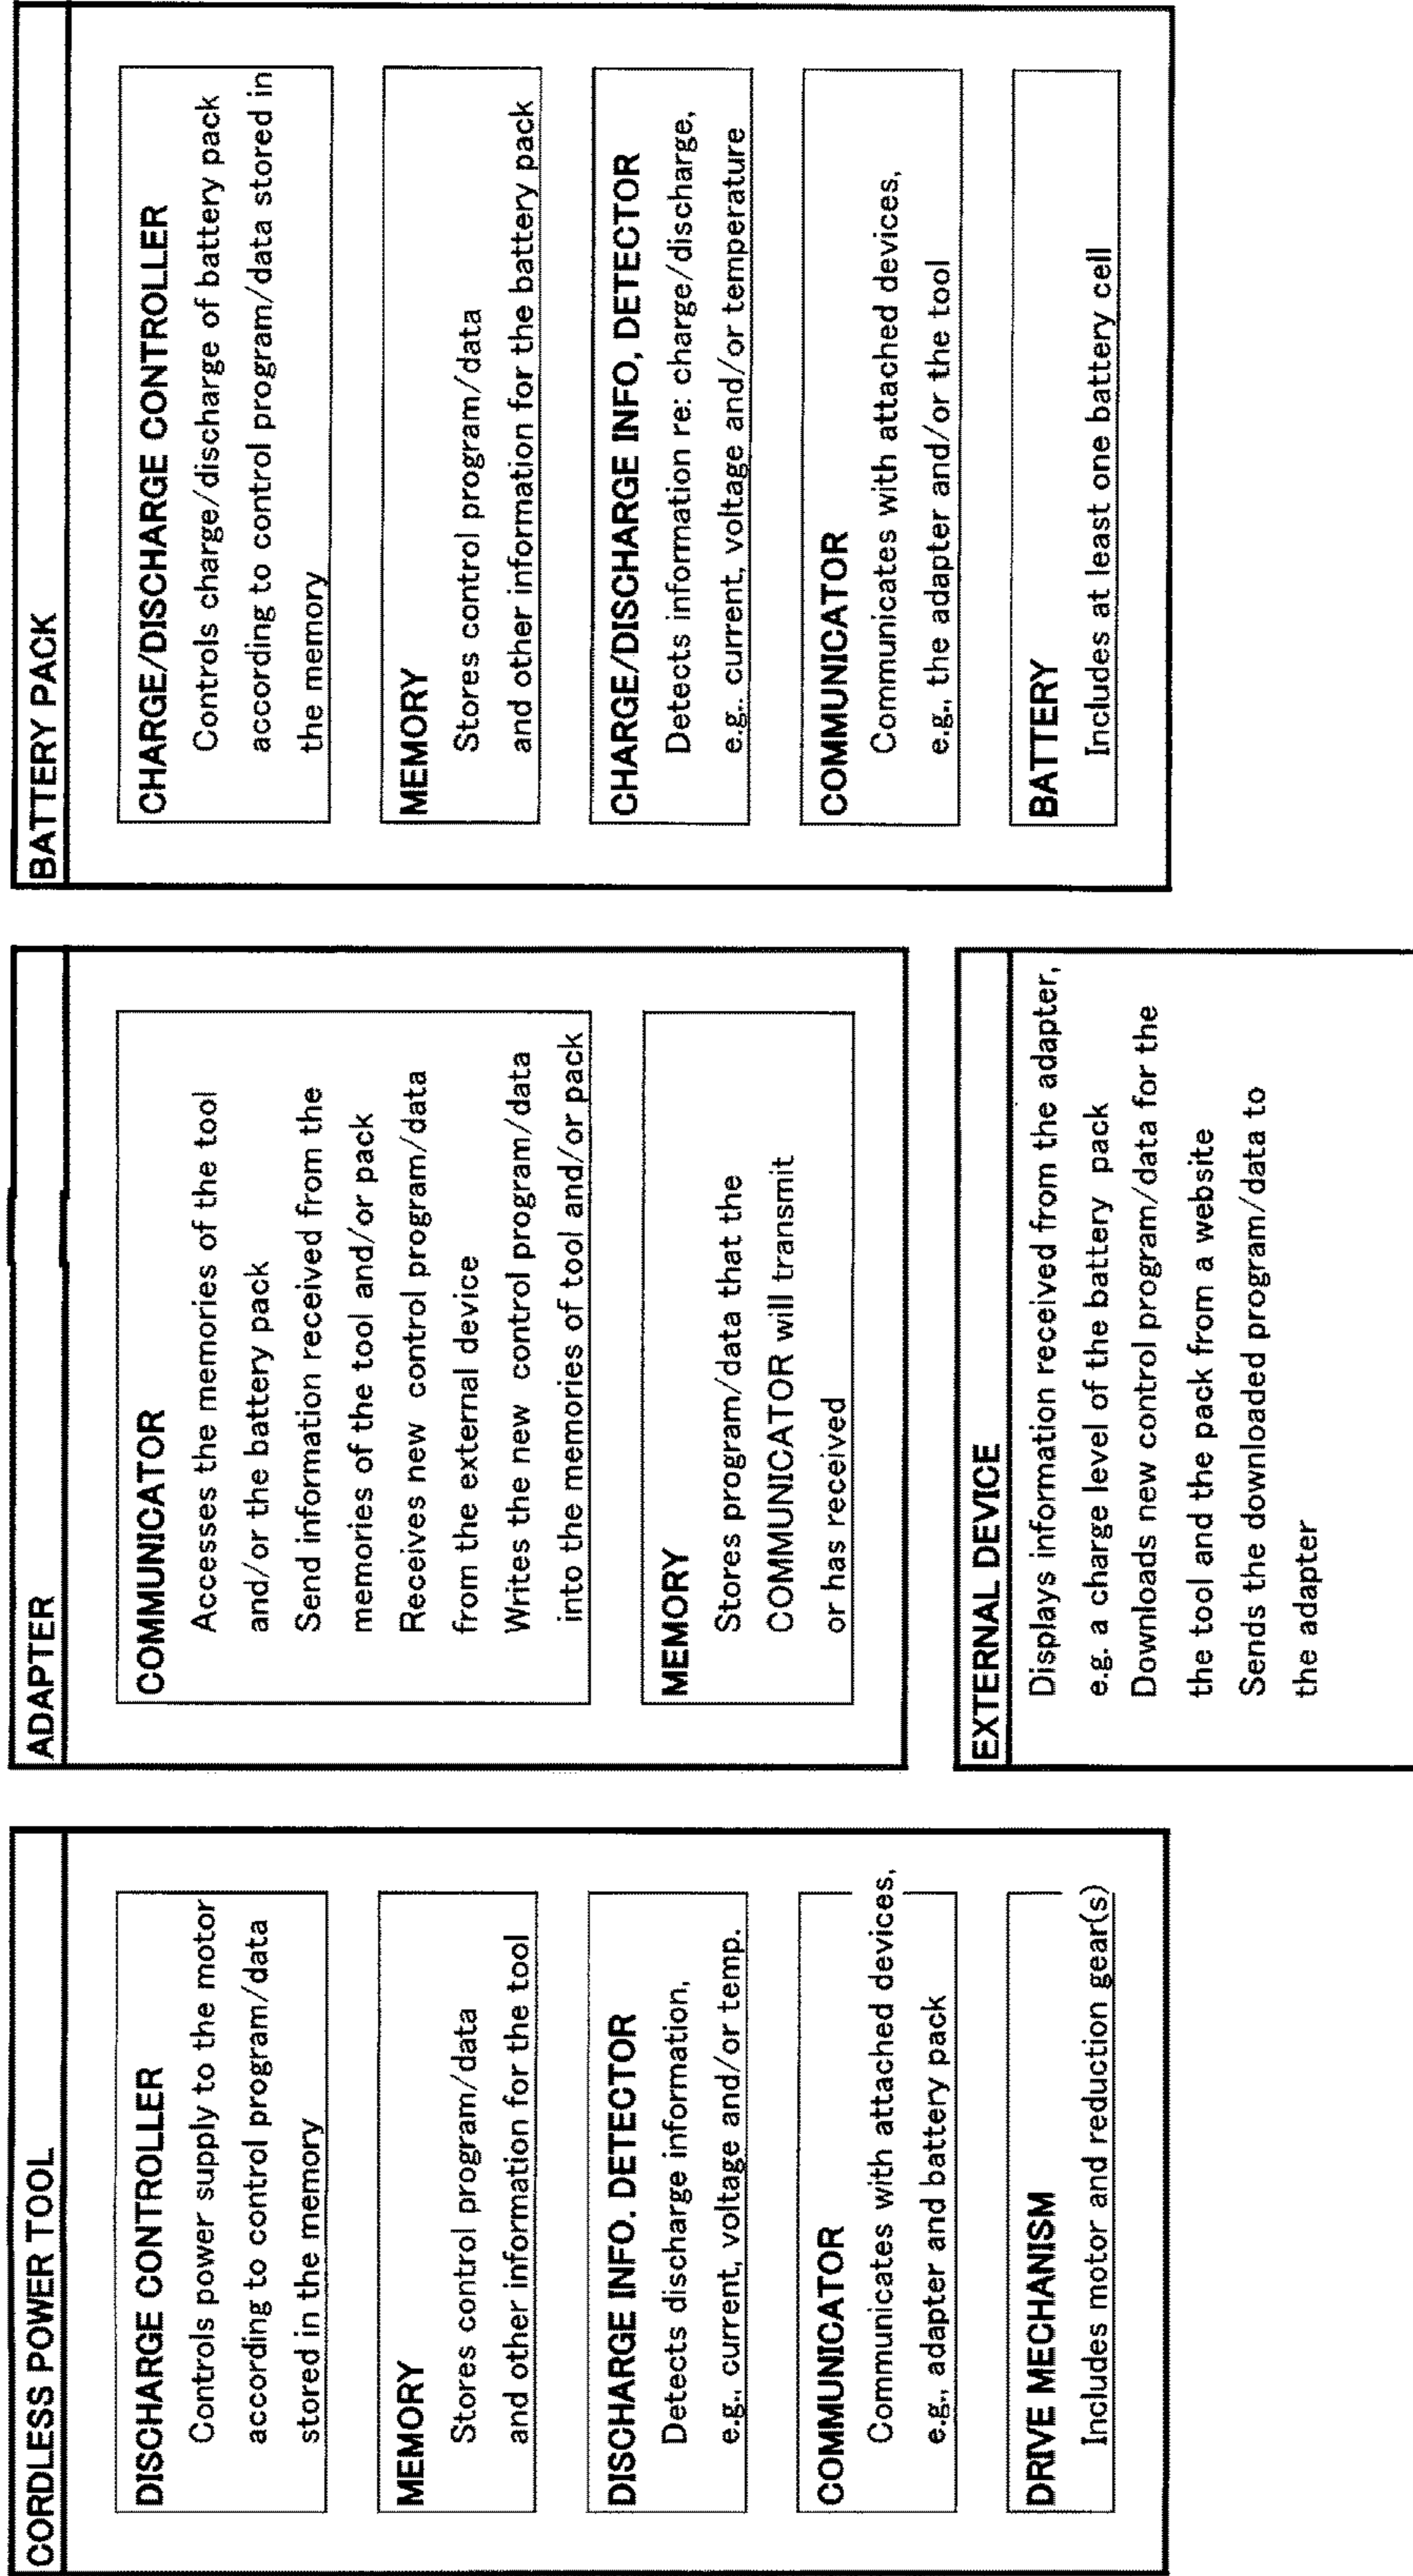 CORDLESS POWER TOOL
DISCHARGE CONTROLLER
Controls power supply to the motor
according to control program/data
stored in the memory
MEMORY
Stores control program/data
and other information for the tool
DISCHARGE INFO. DETECTOR
Detects discharge information,
e.g., current, voltage and/or temp.
COMMUNICATOR
Communicates with attached devices,
e.g., adapter and battery pack
DRIVE MECHANISM
Includes motor and reduction gear(s)
ADAPTER
COMMUNICATOR
Accesses the memories of the tool
and/or the battery pack
Send information received from the
memories of the tool and/or pack
Receives new control program/data
from the external device
Writes the new control program/data
into the memories of tool and/or pack
MEMORY
Stores program/data that the
COMMUNICATOR will transmit
or has received
EXTERNAL DEVICE
Displays information received from the adapter,
e.g. a charge level of the battery pack
Downloads new control program/data for the
the tool and the pack from a website
Sends the downloaded program/data to
the adapter
BATTERY PACK
CHARGE/DISCHARGE CONTROLLER
Controls charge/discharge of battery pack
according to control program/data stored in
the memory
MEMORY
Stores control program/data
and other information for the battery pack
CHARGE/DISCHARGE INFO, DETECTOR
Detects information re: charge/discharge,
e.g.. current, voltage and/or temperature
COMMUNICATOR
Communicates with attached devices,
e.g., the adapter and/or the tool
BATTERY
Includes at least one battery cell